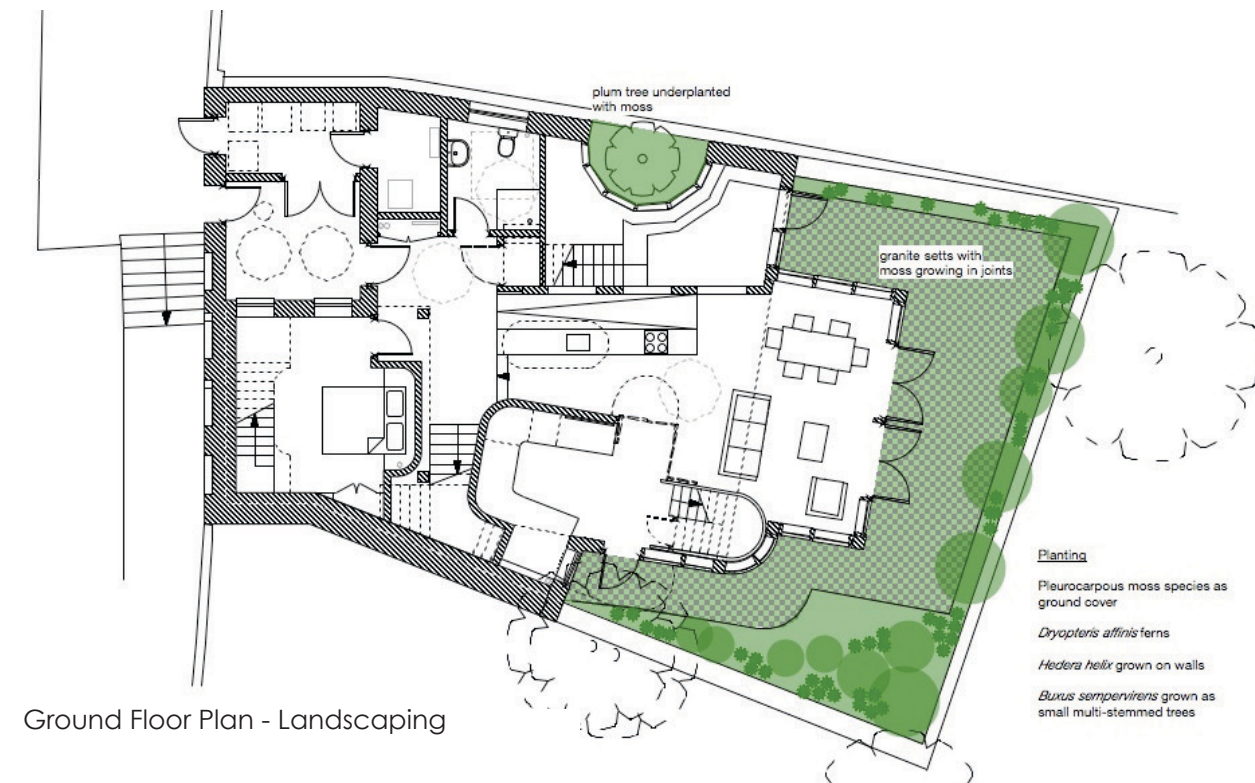 plum tree underplanted
with moss
granite setts with
moss growing in joints
Planting
Pleurocarpous moss species as
ground cover
Dryopteris affinis ferns
Hedera helix grown on walls
Buxus sempervirens grown as
small multi-stemmed trees
Ground Floor Plan - Landscaping